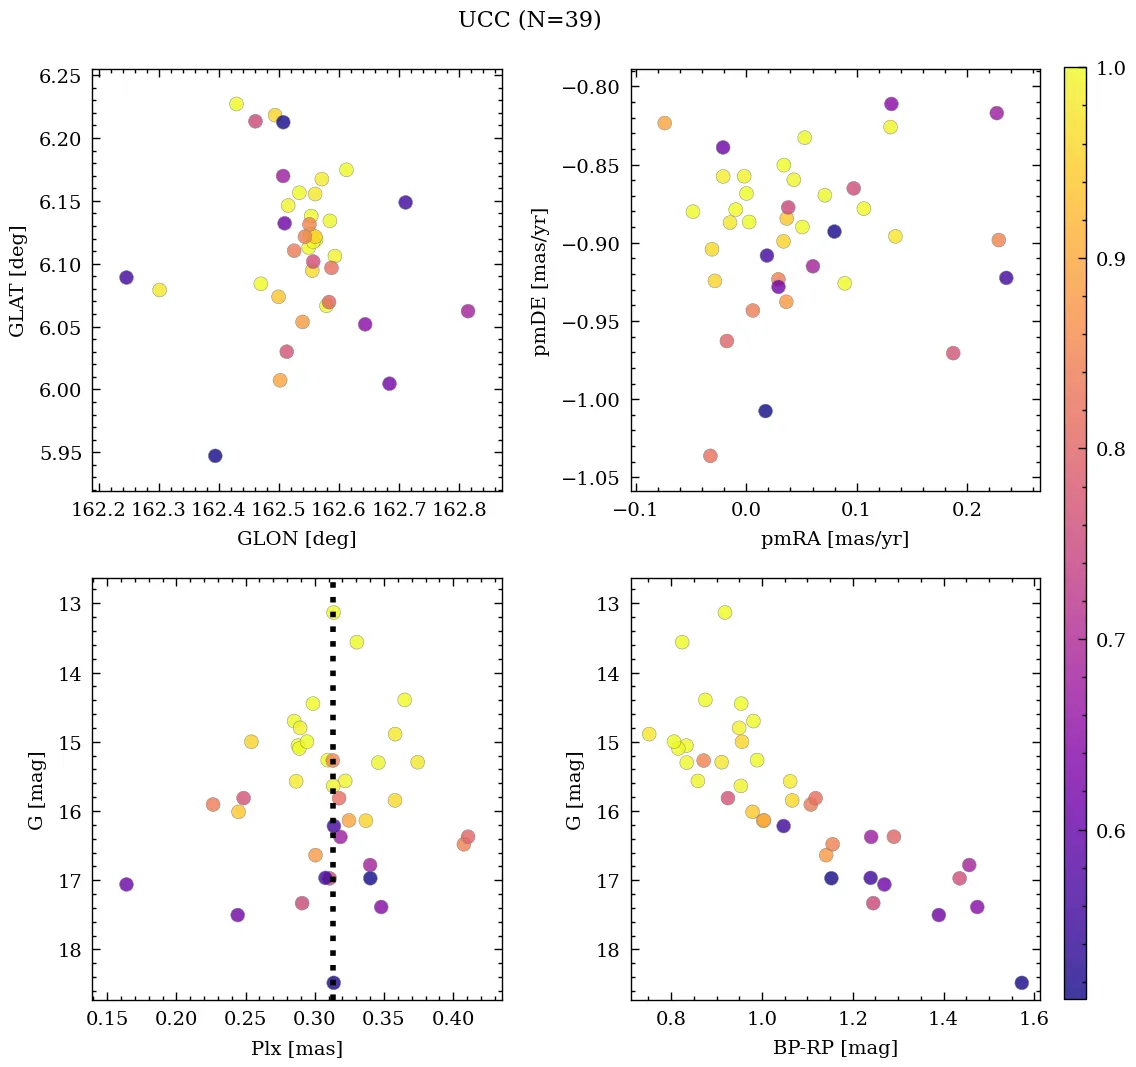 UCC (N=39)
6.25
6.20
6.15
6.10
6.05
6.00
5.95
GLAT [deg]
162.2 162.3 162.4 162.5 162.6 162.7 162.8
GLON [deg]
−0.80
−0.85
−0.90
−0.95
−1.00
−1.05
pmDE [mas/yr]
−0.1 0.0 0.1 0.2
pmRA [mas/yr]
13
14
15
16
17
18
G [mag]
0.15 0.20 0.25 0.30 0.35 0.40
Plx [mas]
13
14
15
16
17
18
G [mag]
0.8 1.0 1.2 1.4 1.6
BP-RP [mag]
1.0
0.9
0.8
0.7
0.6